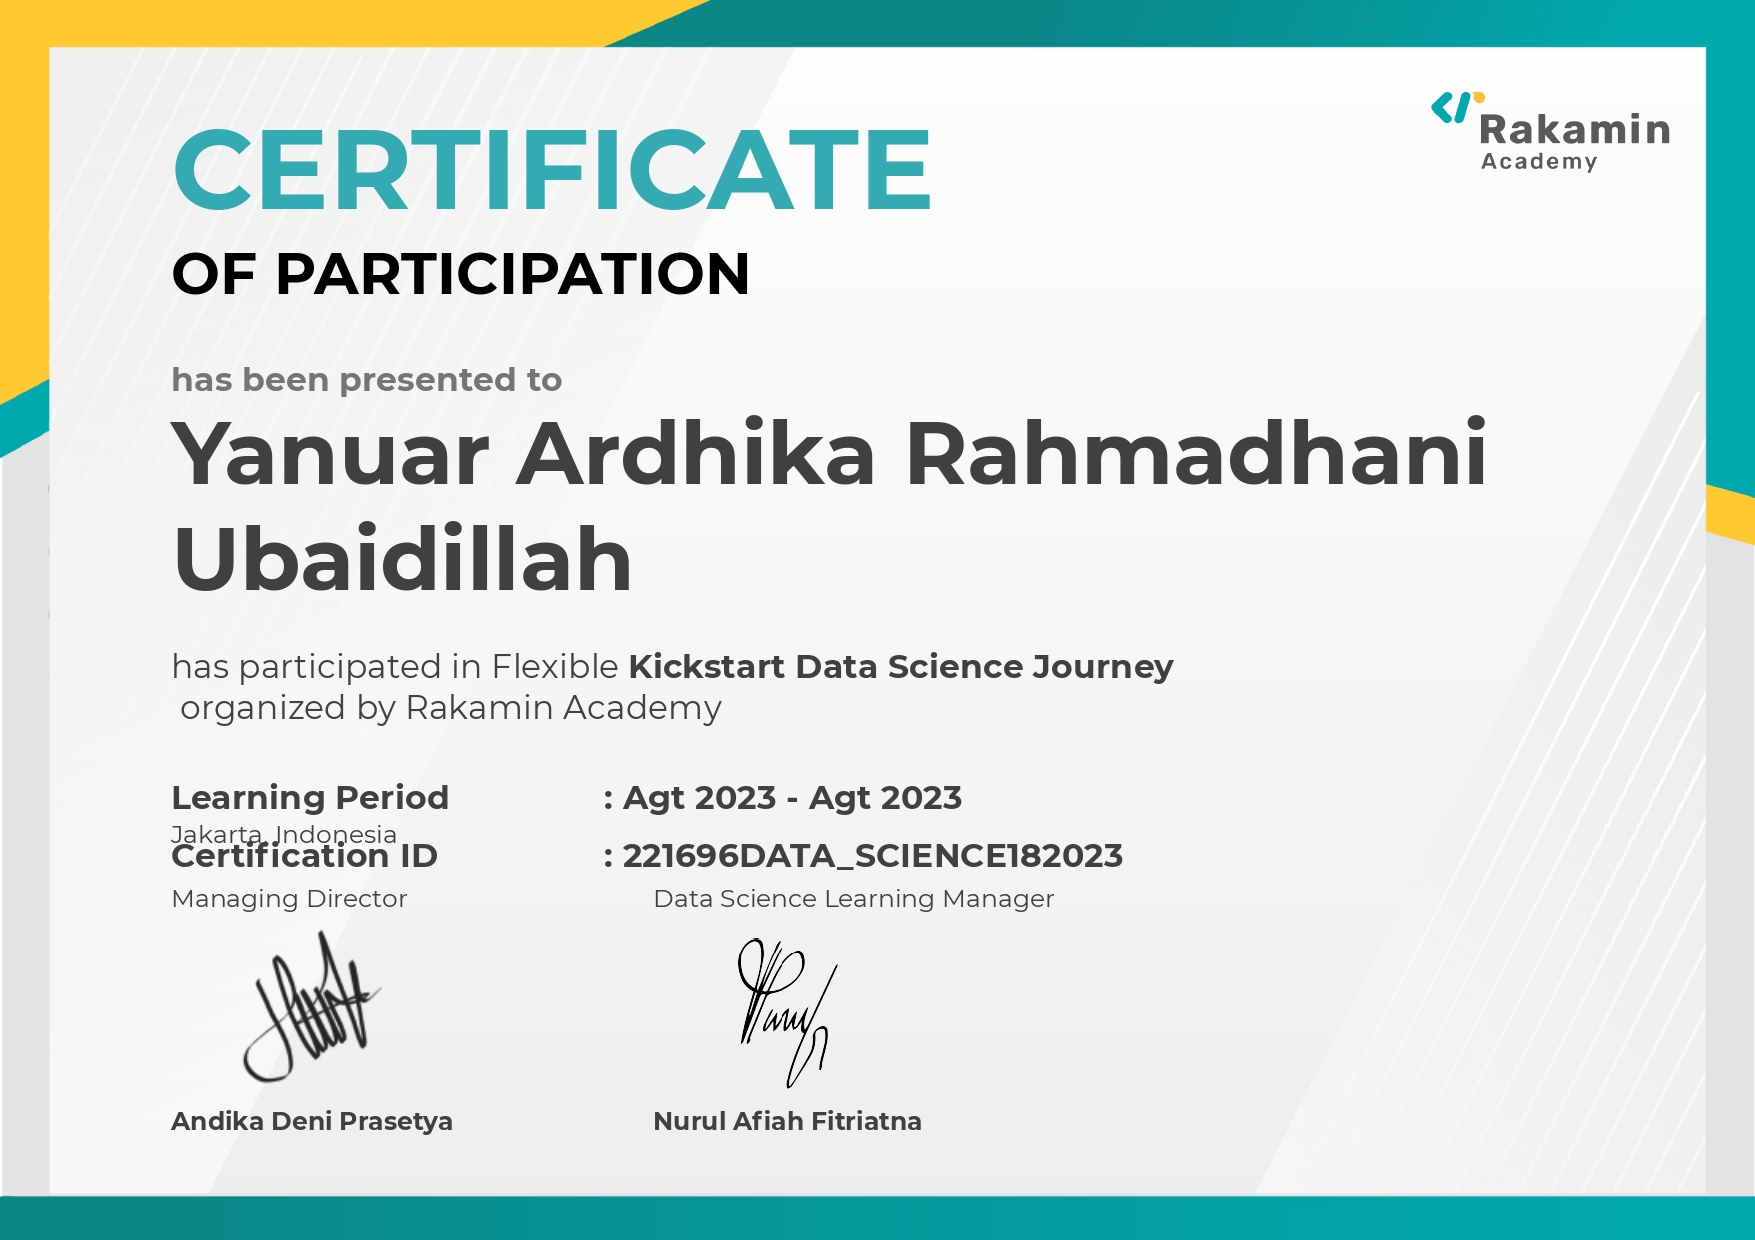 Rakamin
Academy
CERTIFICATE
OF PARTICIPATION
has been presented to
Yanuar Ardhika Rahmadhani
Ubaidillah
has participated in Flexible Kickstart Data Science Journey
organized by Rakamin Academy
Learning Period : Agt 2023 - Agt 2023
Jakarta, Indonesia
Certification ID : 221696DATA_SCIENCE182023
Managing Director Data Science Learning Manager
Andika Deni Prasetya Nurul Afiah Fitriatna